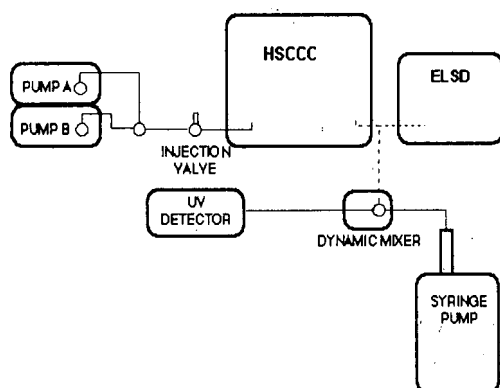 HSCCC
ELSD
PUMP A
PUMP B
INJECTION
VALVE
UV
DETECTOR
DYNAMIC MIXER
SYRINGE
PUMP